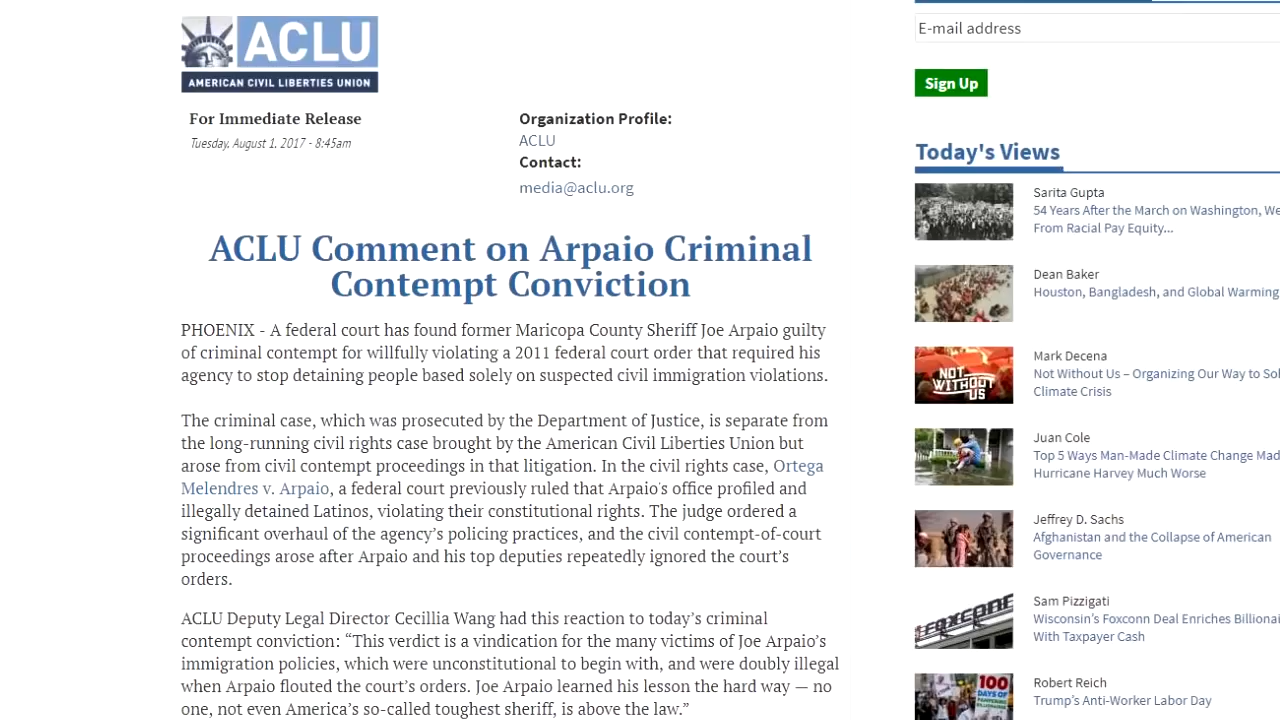 ACLU
AMERICAN CIVIL LIBERTIES UNION
For Immediate Release
Tuesday, August 1, 2017 - 8:45am
Organization Profile:
ACLU
Contact:
media@aclu.org
ACLU Comment on Arpaio Criminal
Contempt Conviction
PHOENIX - A federal court has found former Maricopa County Sheriff Joe Arpaio guilty
of criminal contempt for willfully violating a 2011 federal court order that required his
agency to stop detaining people based solely on suspected civil immigration violations.
The criminal case, which was prosecuted by the Department of Justice, is separate from
the long-running civil rights case brought by the American Civil Liberties Union but
arose from civil contempt proceedings in that litigation. In the civil rights case, Ortega
Melendres v. Arpaio, a federal court previously ruled that Arpaio's office profiled and
illegally detained Latinos, violating their constitutional rights. The judge ordered a
significant overhaul of the agency’s policing practices, and the civil contempt-of-court
proceedings arose after Arpaio and his top deputies repeatedly ignored the court’s
orders.
ACLU Deputy Legal Director Cecillia Wang had this reaction to today’s criminal
contempt conviction: “This verdict is a vindication for the many victims of Joe Arpaio’s
immigration policies, which were unconstitutional to begin with, and were doubly illegal
when Arpaio flouted the court’s orders. Joe Arpaio learned his lesson the hard way — no
one, not even America’s so-called toughest sheriff, is above the law.”
E-mail address
Sign Up
Today's Views
Sarita Gupta
54 Years After the March on Washington, We
From Racial Pay Equity...
Dean Baker
Houston, Bangladesh, and Global Warming
NOT
WITHOUT
US
Mark Decena
Not Without Us – Organizing Our Way to Sol
Climate Crisis
Juan Cole
Top 5 Ways Man-Made Climate Change Mad
Hurricane Harvey Much Worse
Jeffrey D. Sachs
Afghanistan and the Collapse of American
Governance
FOXCONN
Sam Pizzigati
Wisconsin’s Foxconn Deal Enriches Billionai
With Taxpayer Cash
100
DAYS OF
Robert Reich
Trump’s Anti-Worker Labor Day